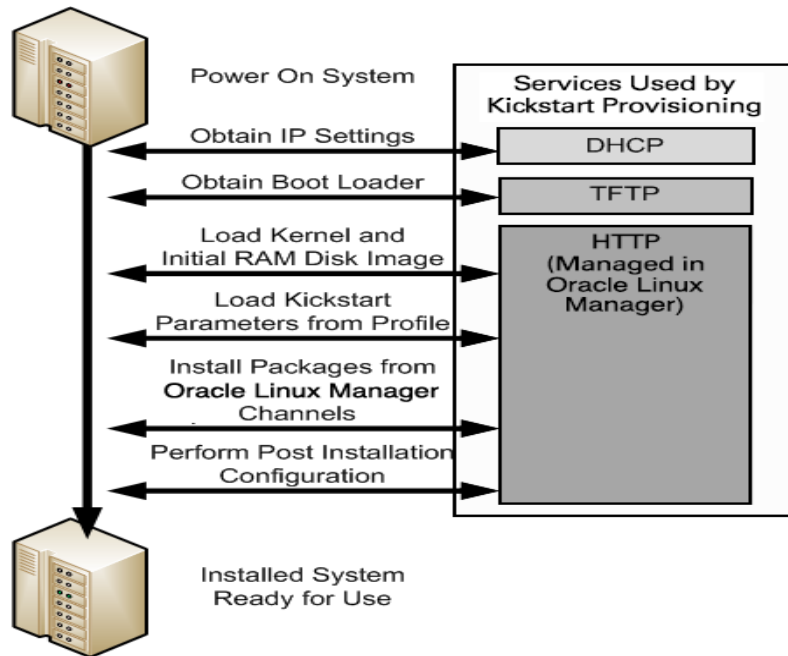 Power On System
Services Used by
Kickstart Provisioning
Obtain IP Settings
DHCP
Obtain Boot Loader
TFTP
Load Kernel and
Initial RAM Disk Image
HTTP
(Managed in
Oracle Linux
Manager)
Load Kickstart
Parameters from Profile
Install Packages from
Oracle Linux Manager
Channels
Perform Post Installation
Configuration
Installed System
Ready for Use